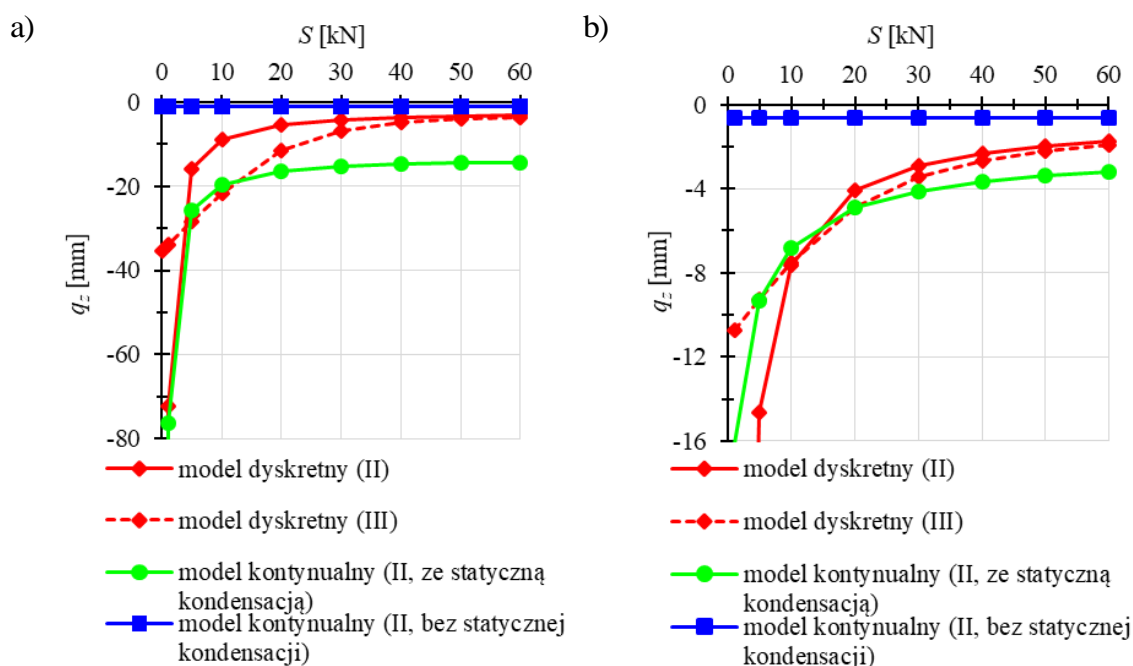 a)
S [kN]
0 10 20 30 40 50 60
0
-20
-40
-60
-80
q_z [mm]
model dyskretny (II)
model dyskretny (III)
model kontynualny (II, ze statyczną
kondensacją)
model kontynualny (II, bez statycznej
kondensacji)
b)
S [kN]
0 10 20 30 40 50 60
0
-4
-8
-12
-16
q_z [mm]
model dyskretny (II)
model dyskretny (III)
model kontynualny (II, ze statyczną
kondensacją)
model kontynualny (II, bez statycznej
kondensacji)